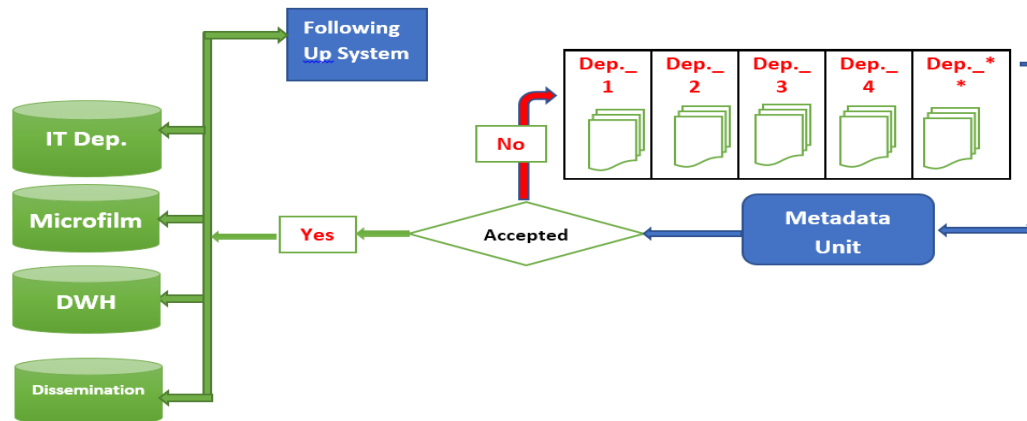 Following
Up System
Dep._
1
Dep._
2
Dep._
3
Dep._
4
Dep._*
*
IT Dep.
No
Microfilm
Yes
Accepted
Metadata
Unit
DWH
Dissemination